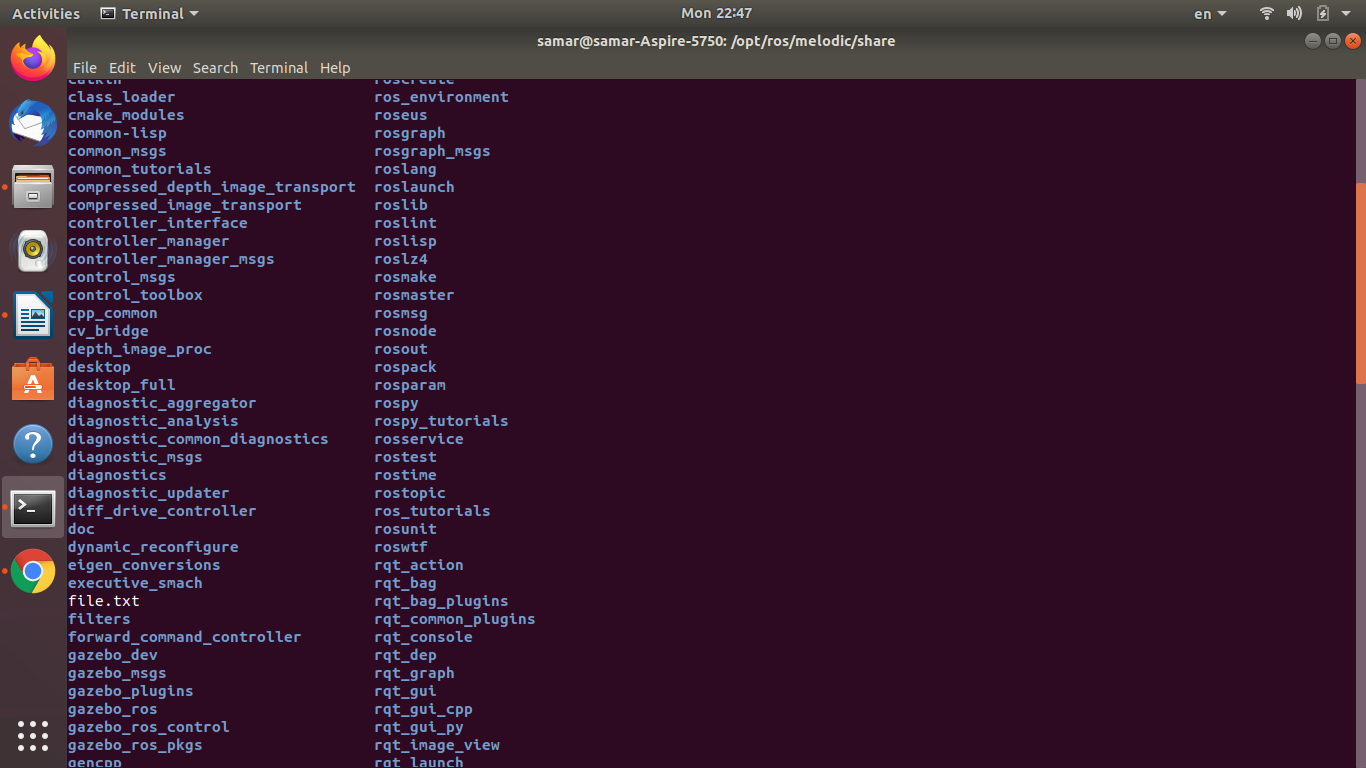 Activities Terminal Mon 22:47 en
samar@samar-Aspire-5750: /opt/ros/melodic/share
File Edit View Search Terminal Help
catkin roscreate
class_loader ros_environment
cmake_modules roseus
common-lisp rosgraph
common_msgs rosgraph_msgs
common_tutorials roslang
compressed_depth_image_transport roslaunch
compressed_image_transport roslib
controller_interface roslint
controller_manager roslisp
controller_manager_msgs roslz4
control_msgs rosmake
control_toolbox rosmaster
cpp_common rosmsg
cv_bridge rosnode
depth_image_proc rosout
desktop rospack
desktop_full rosparam
diagnostic_aggregator rospy
diagnostic_analysis rospy_tutorials
diagnostic_common_diagnostics rosservice
diagnostic_msgs rostest
diagnostics rostime
diagnostic_updater rostopic
diff_drive_controller ros_tutorials
doc rosunit
dynamic_reconfigure roswtf
eigen_conversions rqt_action
executive_smach rqt_bag
file.txt rqt_bag_plugins
filters rqt_common_plugins
forward_command_controller rqt_console
gazebo_dev rqt_dep
gazebo_msgs rqt_graph
gazebo_plugins rqt_gui
gazebo_ros rqt_gui_cpp
gazebo_ros_control rqt_gui_py
gazebo_ros_pkgs rqt_image_view
gencpp rqt_launch